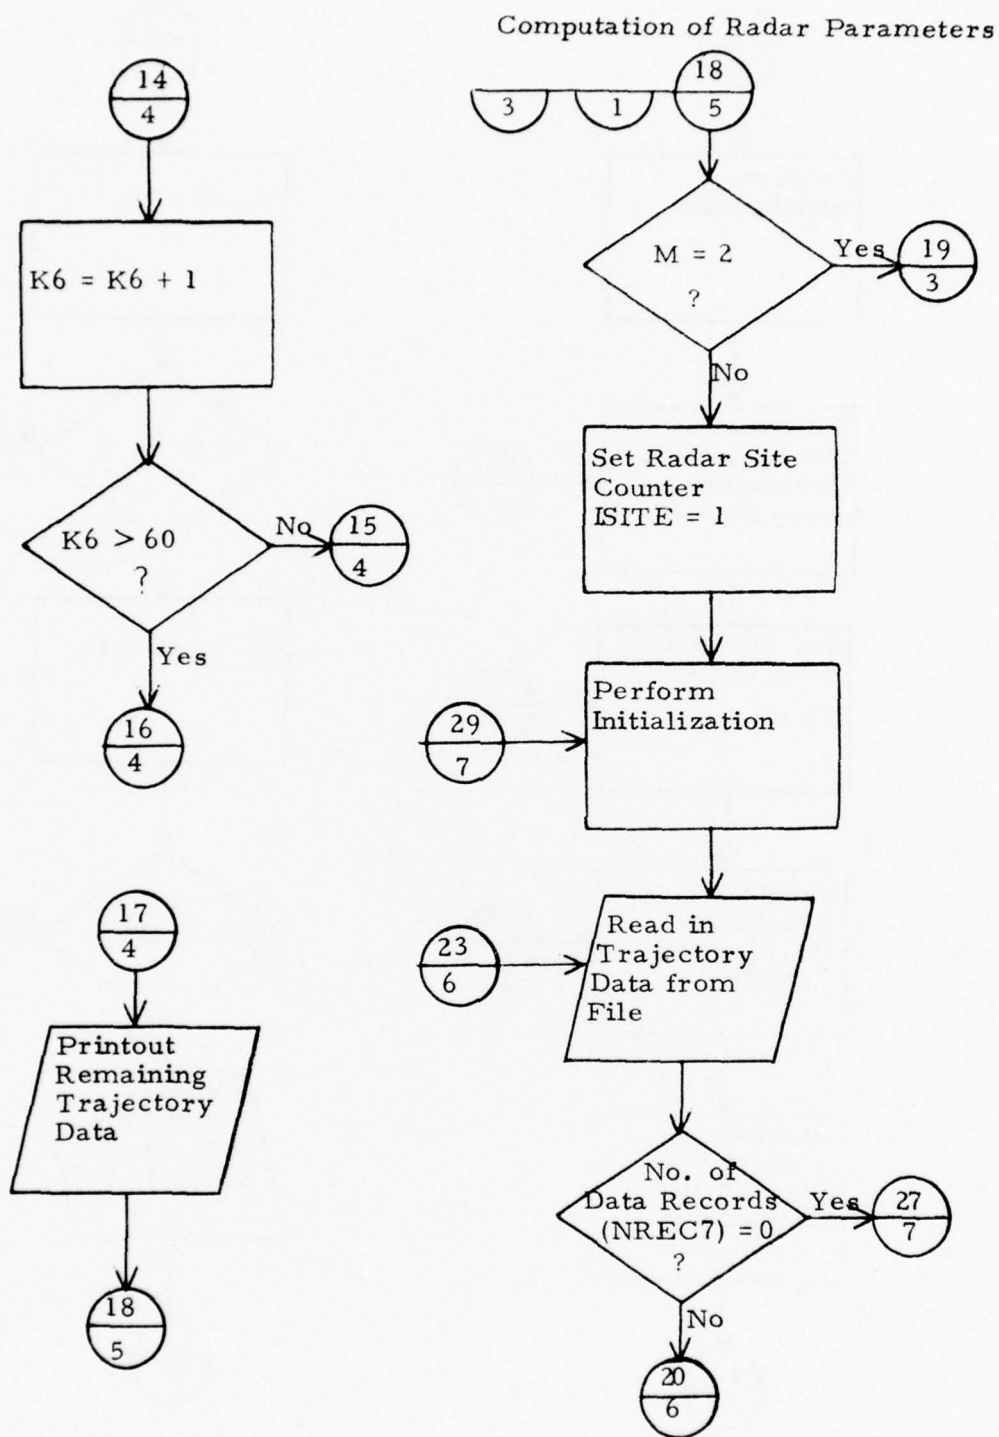 Computation of Radar Parameters
14
4
K6 = K6 + 1
K6 > 60
?
No
15
4
Yes
16
4
17
4
Printout
Remaining
Trajectory
Data
18
5
3
1
18
5
M = 2
?
Yes
19
3
No
Set Radar Site
Counter
ISITE = 1
Perform
Initialization
29
7
Read in
Trajectory
Data from
File
23
6
No. of
Data Records
(NREC7) = 0
?
Yes
27
7
No
20
6